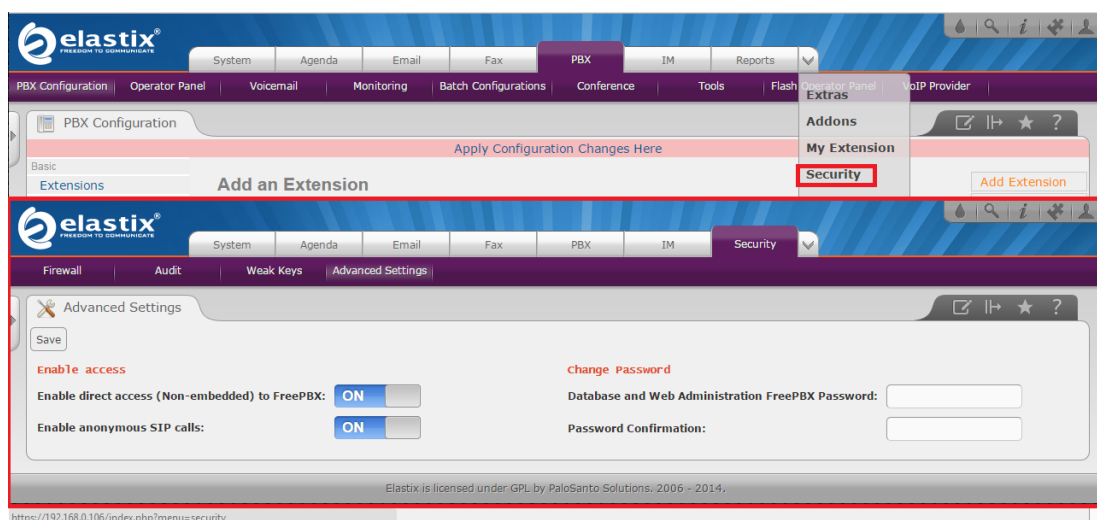 elastix®
FREEDOM TO COMMUNICATE
System Agenda Email Fax PBX IM Reports
PBX Configuration Operator Panel Voicemail Monitoring Batch Configurations Conference Tools Flash Operator Panel VoIP Provider
Extras
Addons
My Extension
Security
PBX Configuration
Apply Configuration Changes Here
Basic
Extensions
Add an Extension
Add Extension
elastix®
FREEDOM TO COMMUNICATE
System Agenda Email Fax PBX IM Security
Firewall Audit Weak Keys Advanced Settings
Advanced Settings
Save
Enable access
Enable direct access (Non-embedded) to FreePBX: ON
Enable anonymous SIP calls: ON
Change Password
Database and Web Administration FreePBX Password:
Password Confirmation:
Elastix is licensed under GPL by PaloSanto Solutions. 2006 - 2014.
https://192.168.0.106/index.php?menu=security